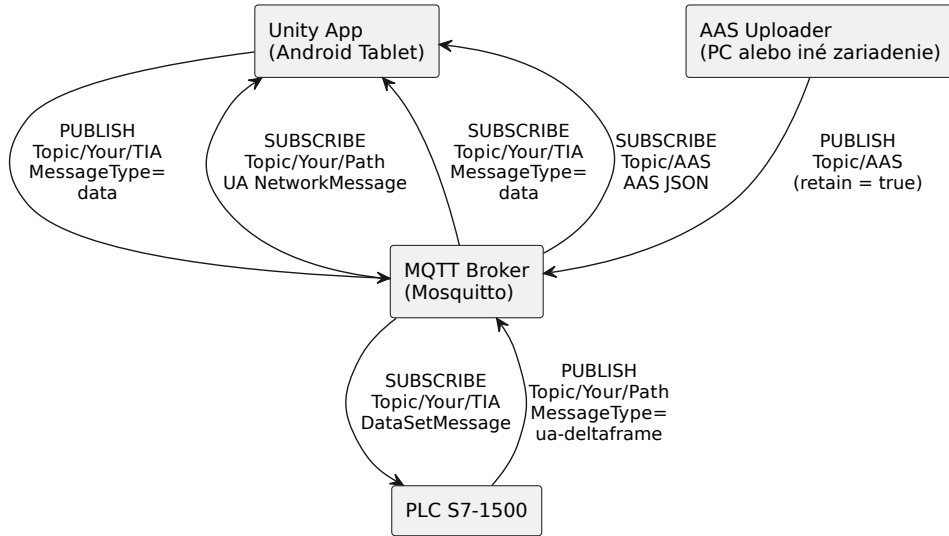 Unity App
(Android Tablet)
AAS Uploader
(PC alebo iné zariadenie)
PUBLISH
Topic/Your/TIA
MessageType=
data
SUBSCRIBE
Topic/Your/Path
UA NetworkMessage
SUBSCRIBE
Topic/Your/TIA
MessageType=
data
SUBSCRIBE
Topic/AAS
AAS JSON
PUBLISH
Topic/AAS
(retain = true)
MQTT Broker
(Mosquitto)
SUBSCRIBE
Topic/Your/TIA
DataSetMessage
PUBLISH
Topic/Your/Path
MessageType=
ua-deltaframe
PLC S7-1500